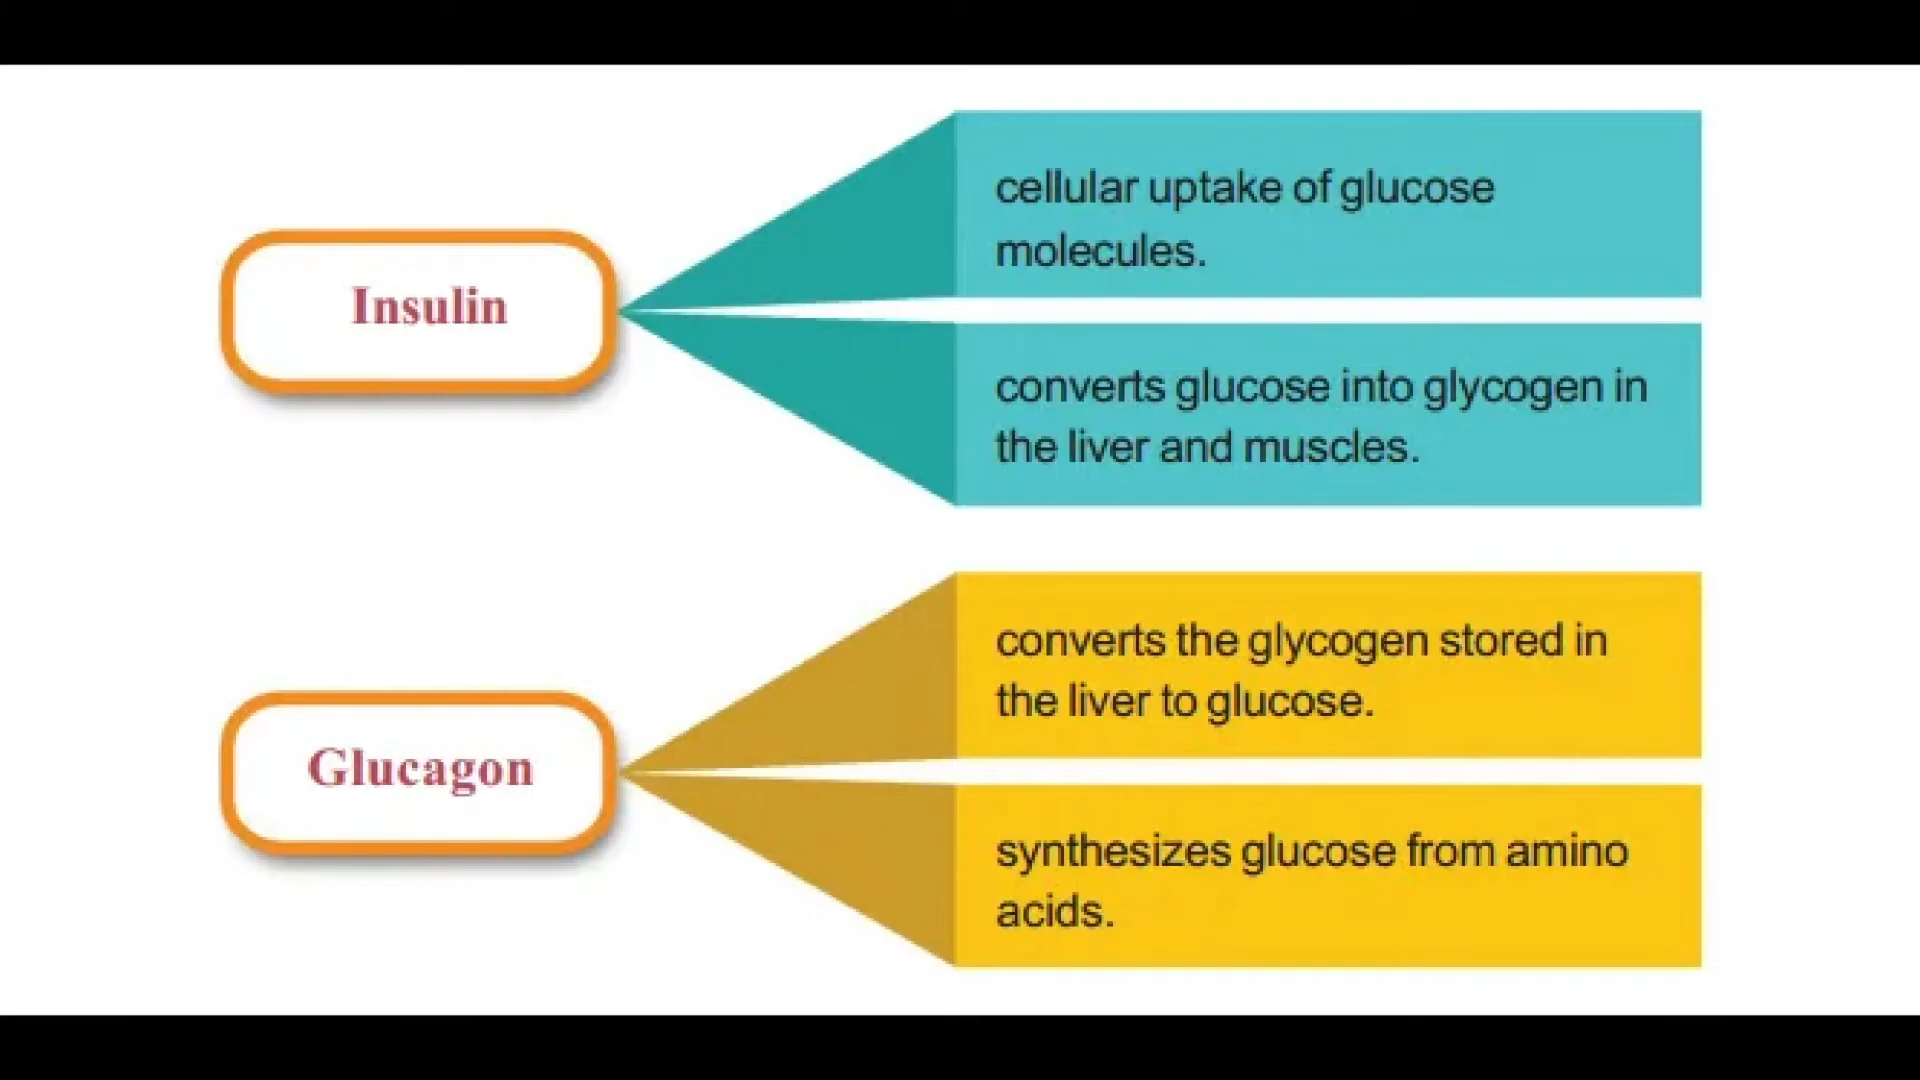 Insulin
cellular uptake of glucose
molecules.
converts glucose into glycogen in
the liver and muscles.
Glucagon
converts the glycogen stored in
the liver to glucose.
synthesizes glucose from amino
acids.